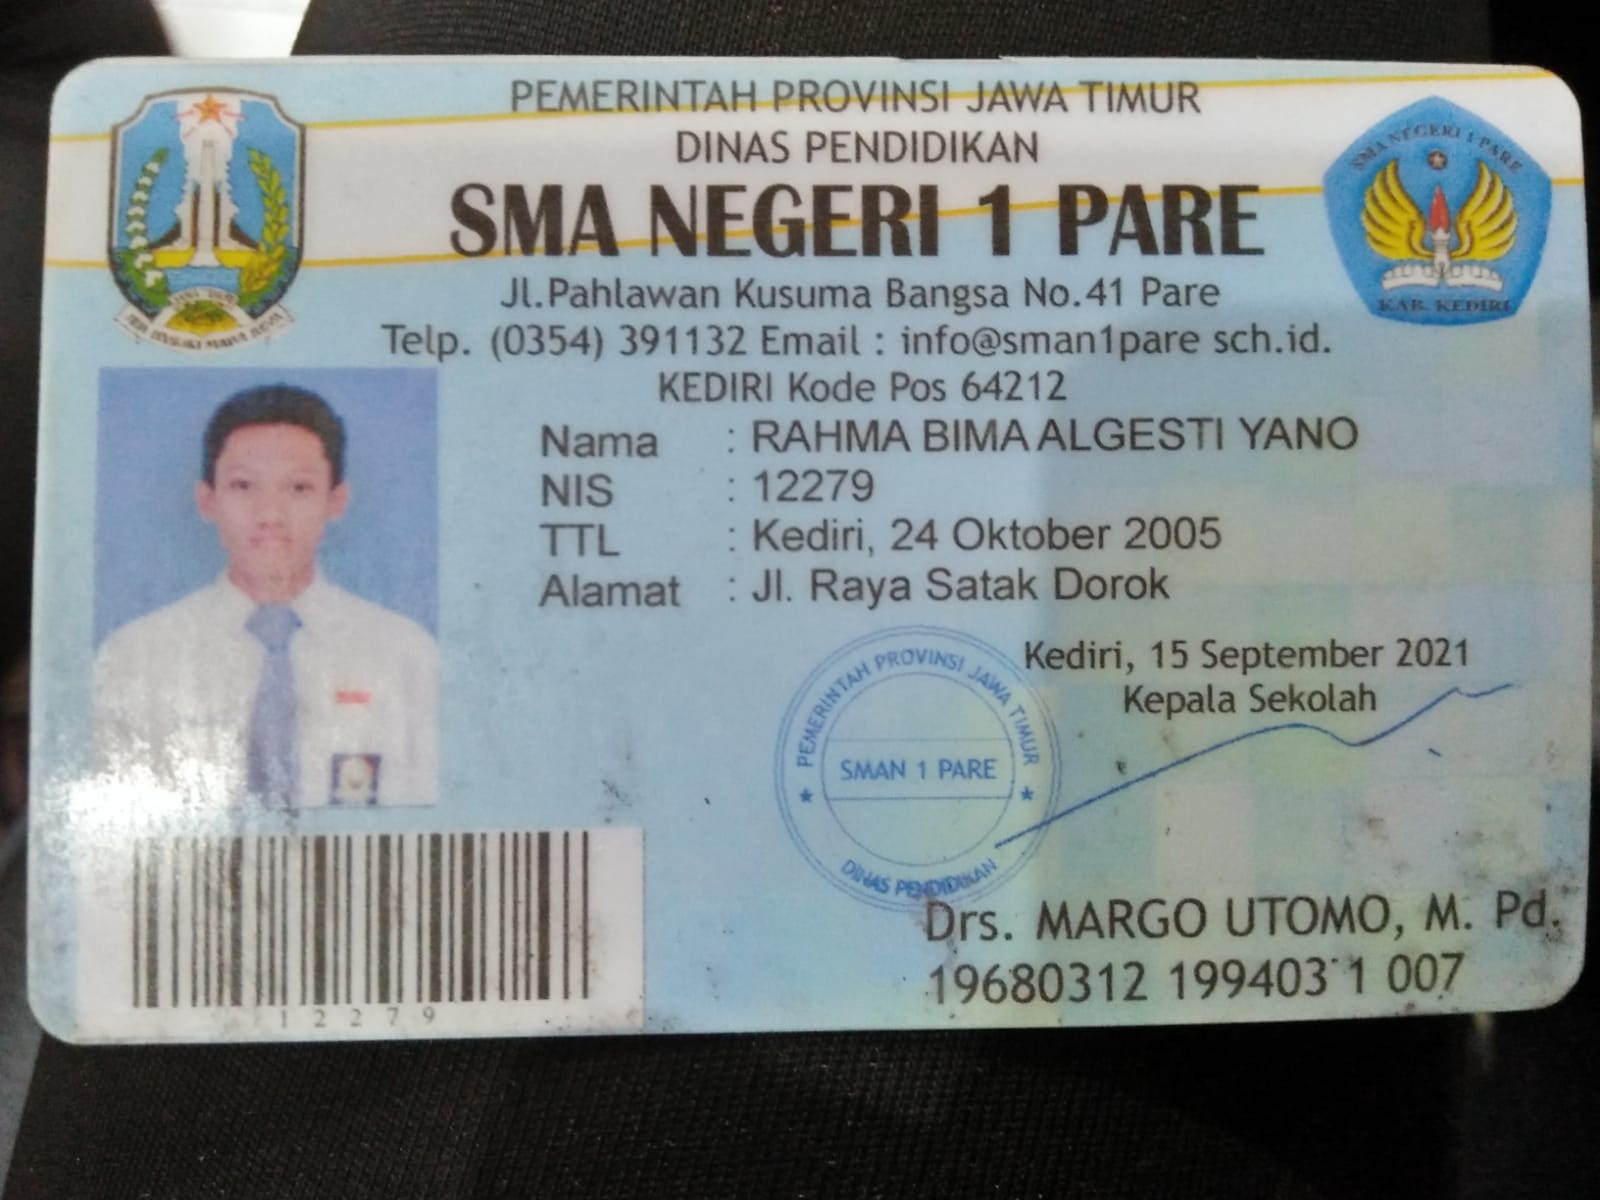 PEMERINTAH PROVINSI JAWA TIMUR
DINAS PENDIDIKAN
SMA NEGERI 1 PARE
Jl.Pahlawan Kusuma Bangsa No.41 Pare
Telp. (0354) 391132 Email : info@sman1pare sch.id.
KEDIRI Kode Pos 64212
SMA NEGERI 1 PARE
KAB. KEDIRI
Nama : RAHMA BIMA ALGESTI YANO
NIS : 12279
TTL : Kediri, 24 Oktober 2005
Alamat : Jl. Raya Satak Dorok
Kediri, 15 September 2021
Kepala Sekolah
PEMERINTAH PROVINSI JAWA TIMUR
SMAN 1 PARE
DINAS PENDIDIKAN
Drs. MARGO UTOMO, M. Pd.
19680312 199403 1 007
12279